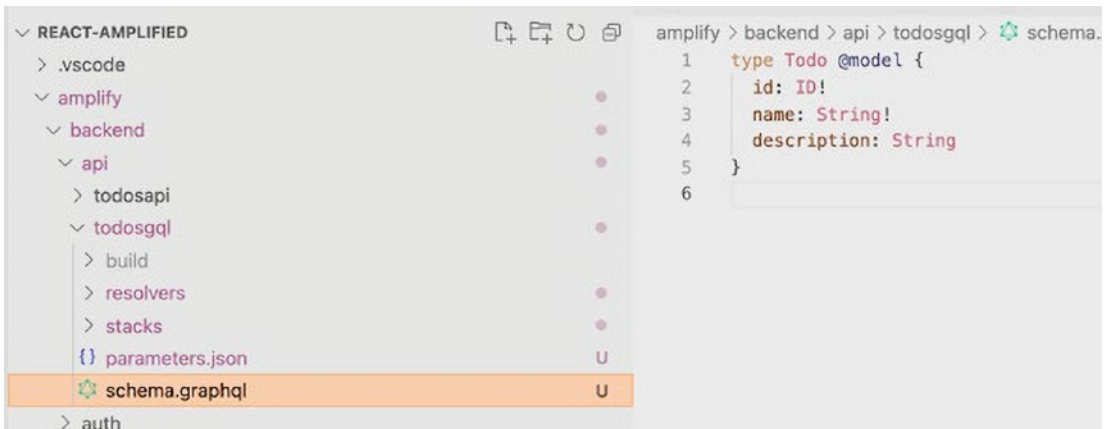 REACT-AMPLIFIED
.vscode
amplify
backend
api
todosapi
todosgql
build
resolvers
stacks
{} parameters.json U
schema.graphql U
auth
amplify > backend > api > todosgql > schema.
1 type Todo @model {
2 id: ID!
3 name: String!
4 description: String
5 }
6